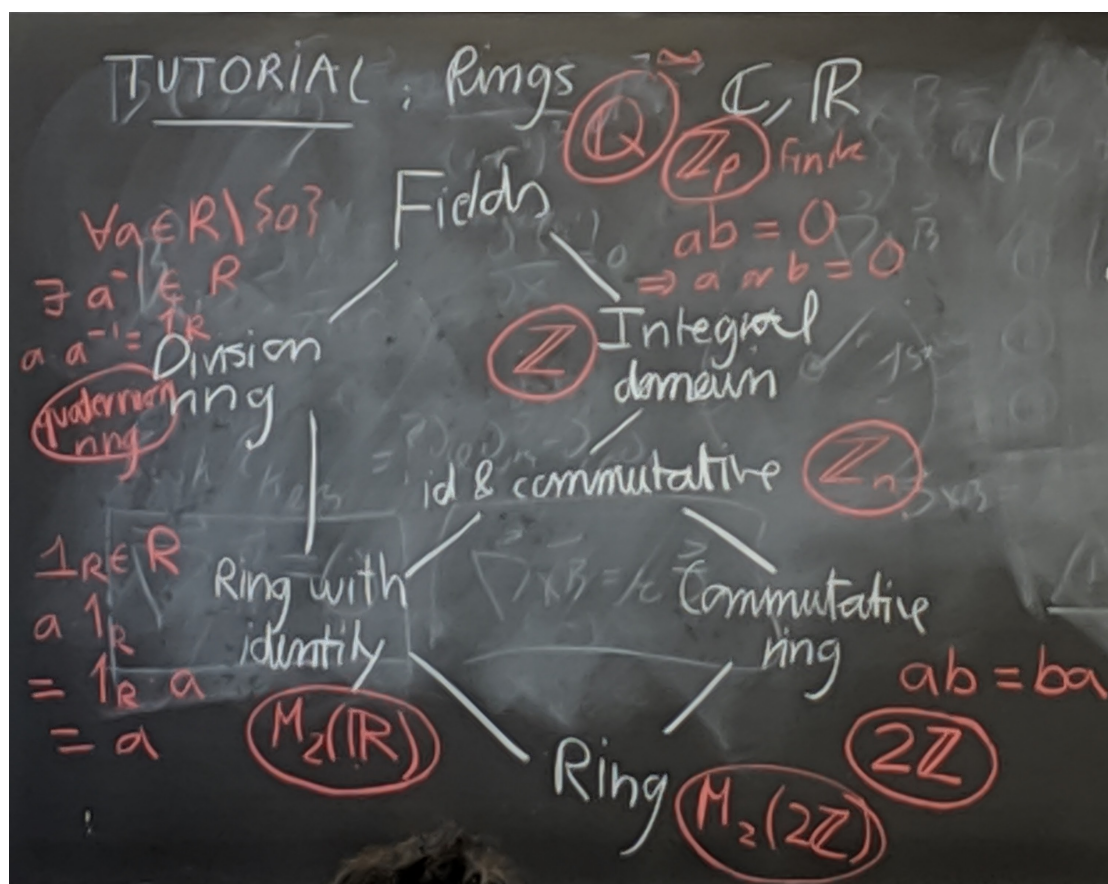 TUTORIAL : Rings
ℚ ∞ ℂ, ℝ
ℤp finite
Fields
∀a ∈ R \ {0}
∃ a⁻¹ ∈ R
a a⁻¹ = 1R
ab = 0
⇒ a or b = 0
Division
ring
quaternion
ring
ℤ
Integral
domain
id & commutative
ℤn
1R ∈ R
a 1R
= 1R a
= a
Ring with
identity
∇ × B =
Commutative
ring
ab = ba
M2(ℝ)
2ℤ
Ring
M2(2ℤ)